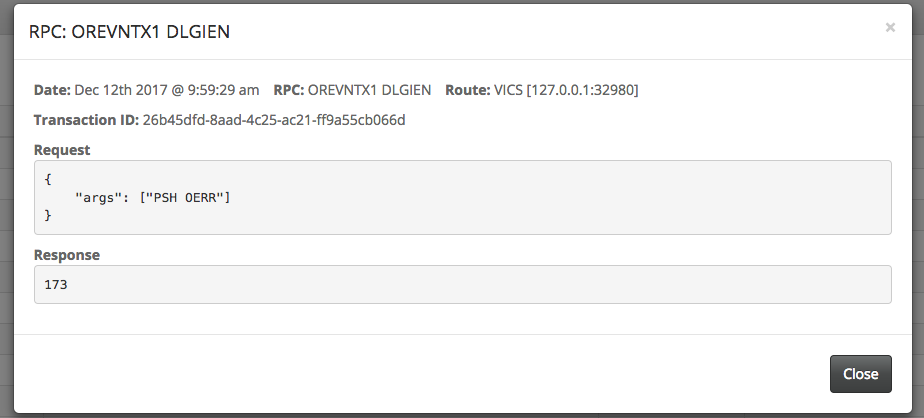 RPC: OREVNTX1 DLGIEN
×
Date: Dec 12th 2017 @ 9:59:29 am RPC: OREVNTX1 DLGIEN Route: VICS [127.0.0.1:32980]
Transaction ID: 26b45dfd-8aad-4c25-ac21-ff9a55cb066d
Request
{
    "args": ["PSH OERR"]
}
Response
173
Close